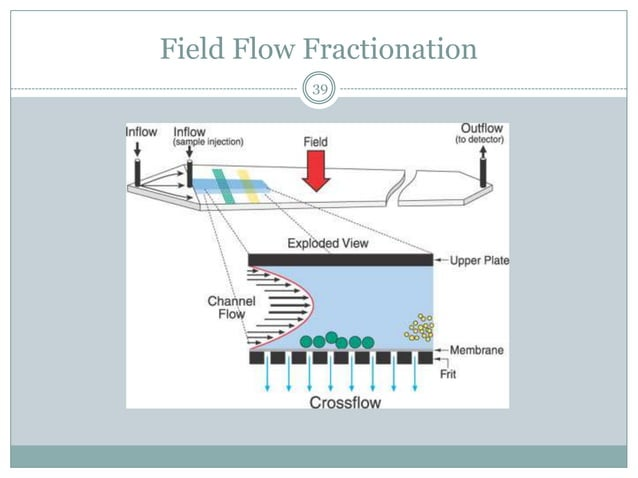 Field Flow Fractionation
39
Inflow
Inflow
(sample injection)
Field
Outflow
(to detector)
Exploded View
Upper Plate
Channel
Flow
Membrane
Frit
Crossflow